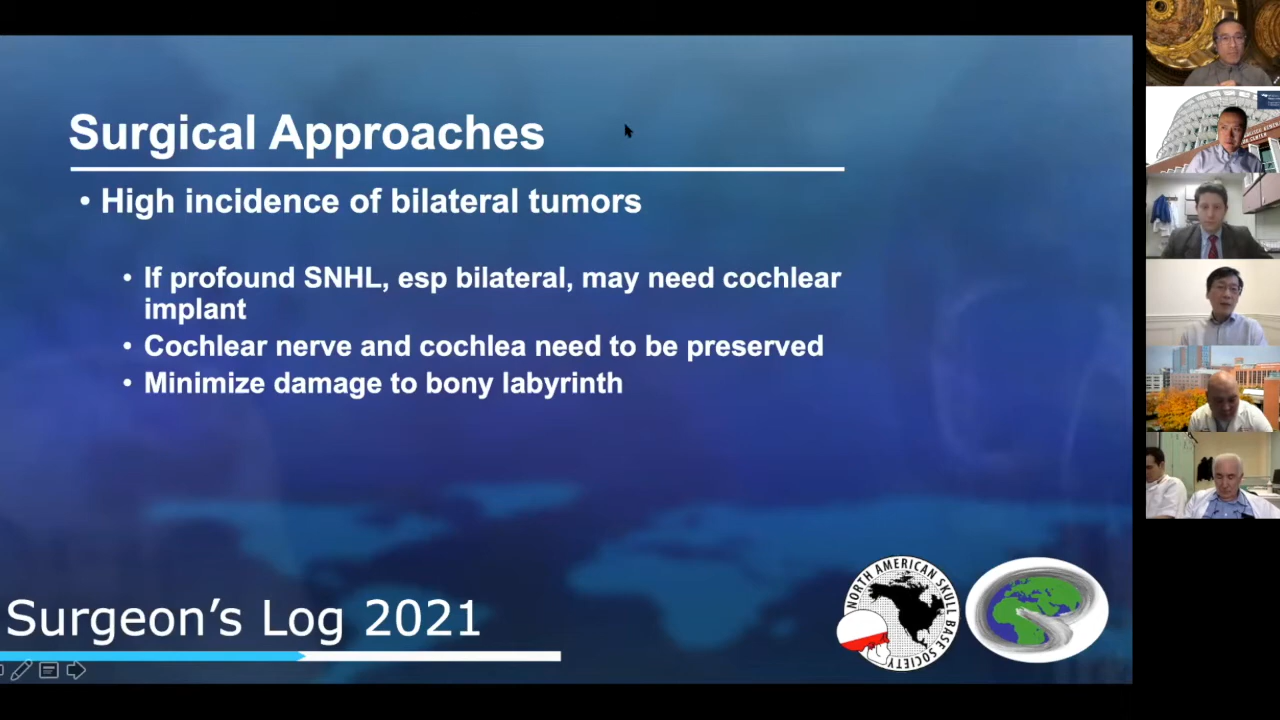 Surgical Approaches
• High incidence of bilateral tumors
• If profound SNHL, esp bilateral, may need cochlear
implant
• Cochlear nerve and cochlea need to be preserved
• Minimize damage to bony labyrinth
Surgeon's Log 2021
NORTH AMERICAN SKULL BASE SOCIETY